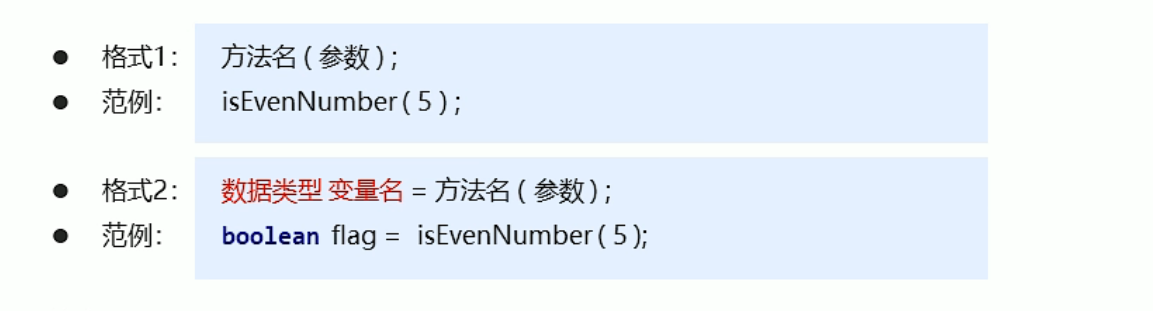 ● 格式1： 方法名 ( 参数 ) ;
● 范例： isEvenNumber ( 5 ) ;
● 格式2： 数据类型 变量名 = 方法名 ( 参数 ) ;
● 范例： boolean flag = isEvenNumber ( 5 );